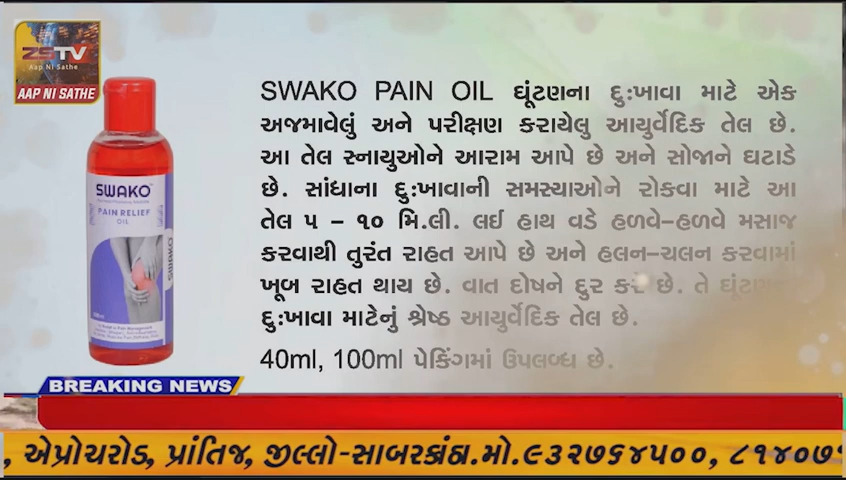 ZSTV
Aap Ni Sathe
AAP NI SATHE
SWAKO PAIN OIL ઘૂંટણના દુઃખાવા માટે એક
અજમાવેલું અને પરીક્ષણ કરાયેલુ આયુર્વેદિક તેલ છે.
આ તેલ સ્નાયુઓને આરામ આપે છે અને સોજાને ઘટાડે
છે. સાંધાના દુઃખાવાની સમસ્યાઓને રોકવા માટે આ
તેલ ૫ – ૧૦ મિ.લી. લઈ હાથ વડે હળવે–હળવે મસાજ
કરવાથી તુરંત રાહત આપે છે અને હલન–ચલન કરવામાં
ખૂબ રાહત થાય છે. વાત દોષને દુર કરે છે. તે ઘૂંટણના
દુઃખાવા માટેનું શ્રેષ્ઠ આયુર્વેદિક તેલ છે.
40ml, 100ml પેકિંગમાં ઉપલબ્ધ છે.
SWAKO
PAIN RELIEF
OIL
SWAKO
BREAKING NEWS
, એપ્રોચરોડ, પ્રાંતિજ, જીલ્લો-સાબરકાંઠા.મો.૯૩૨૭૬૪૫૦૦, ૮૧૪૦૭